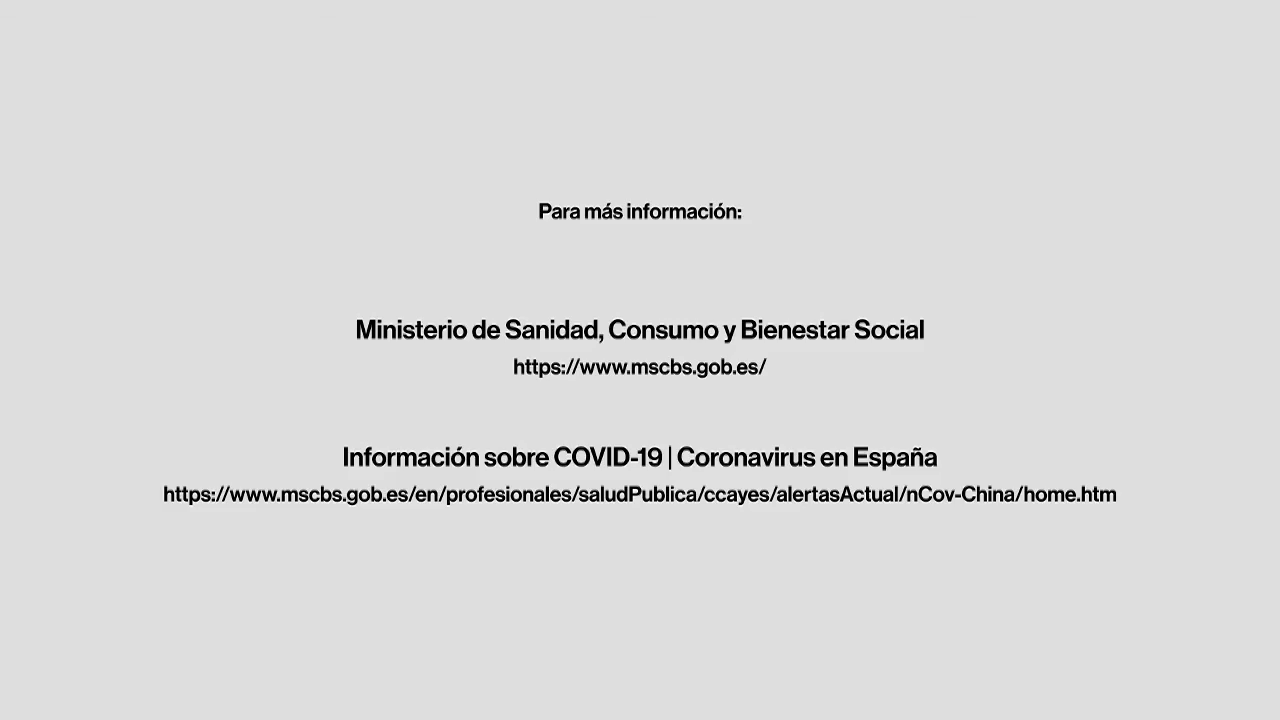 Para más información:
Ministerio de Sanidad, Consumo y Bienestar Social
https://www.mscbs.gob.es/
Información sobre COVID-19 | Coronavirus en España
https://www.mscbs.gob.es/en/profesionales/saludPublica/ccayes/alertasActual/nCov-China/home.htm